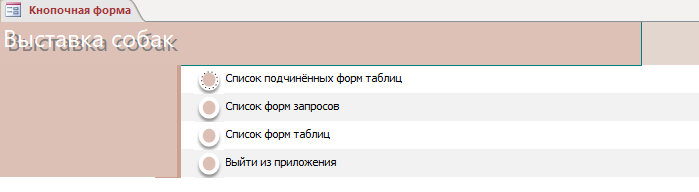 Кнопочная форма
Выставка собак
Список подчинённых форм таблиц
Список форм запросов
Список форм таблиц
Выйти из приложения